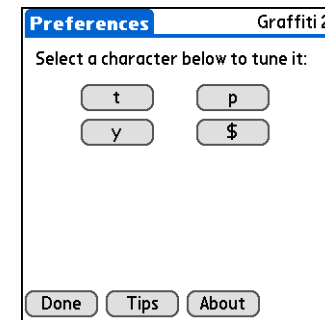 Preferences Graffiti 2
Select a character below to tune it:
t p
y $
Done Tips About